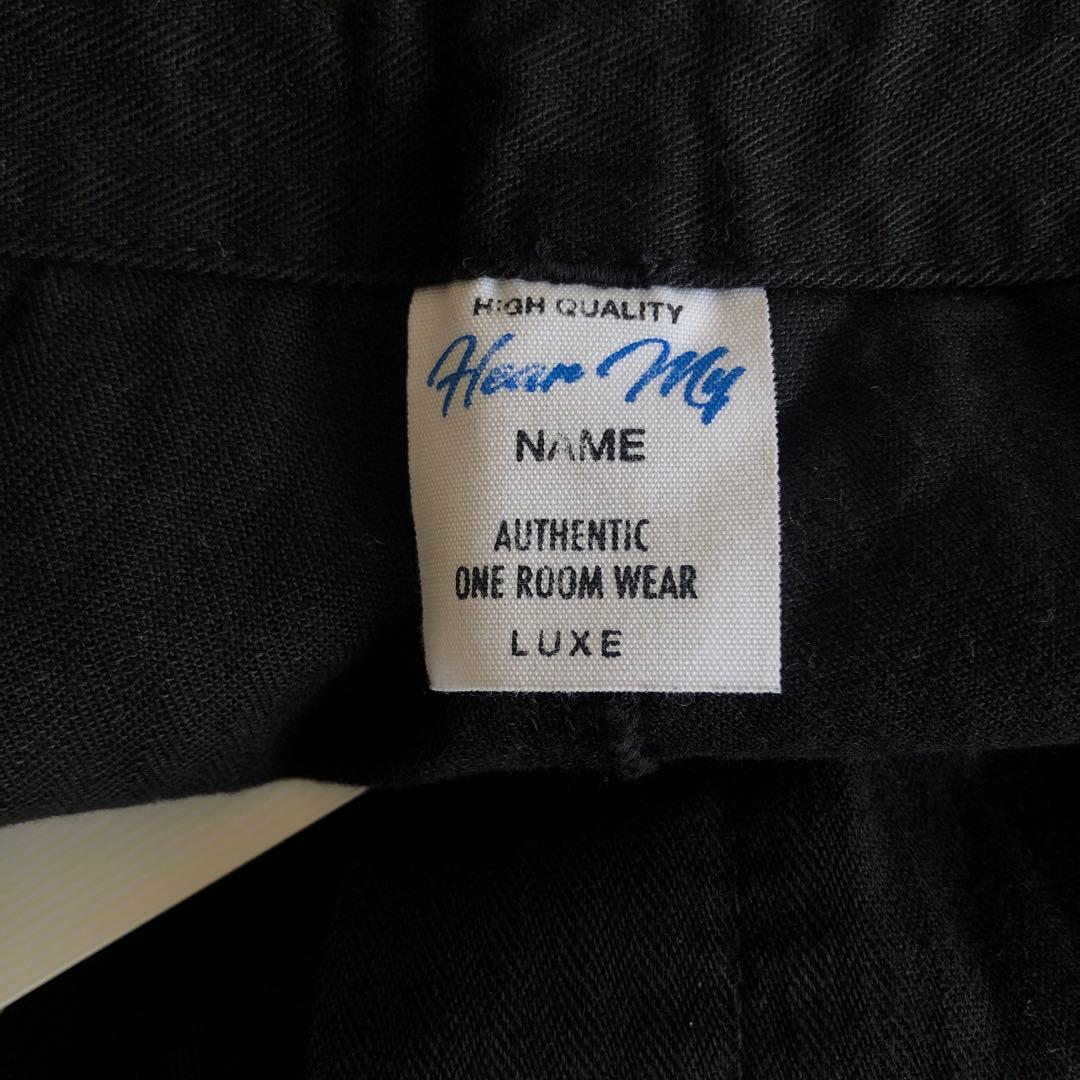 HIGH QUALITY
Hear My
NAME
AUTHENTIC
ONE ROOM WEAR
LUXE